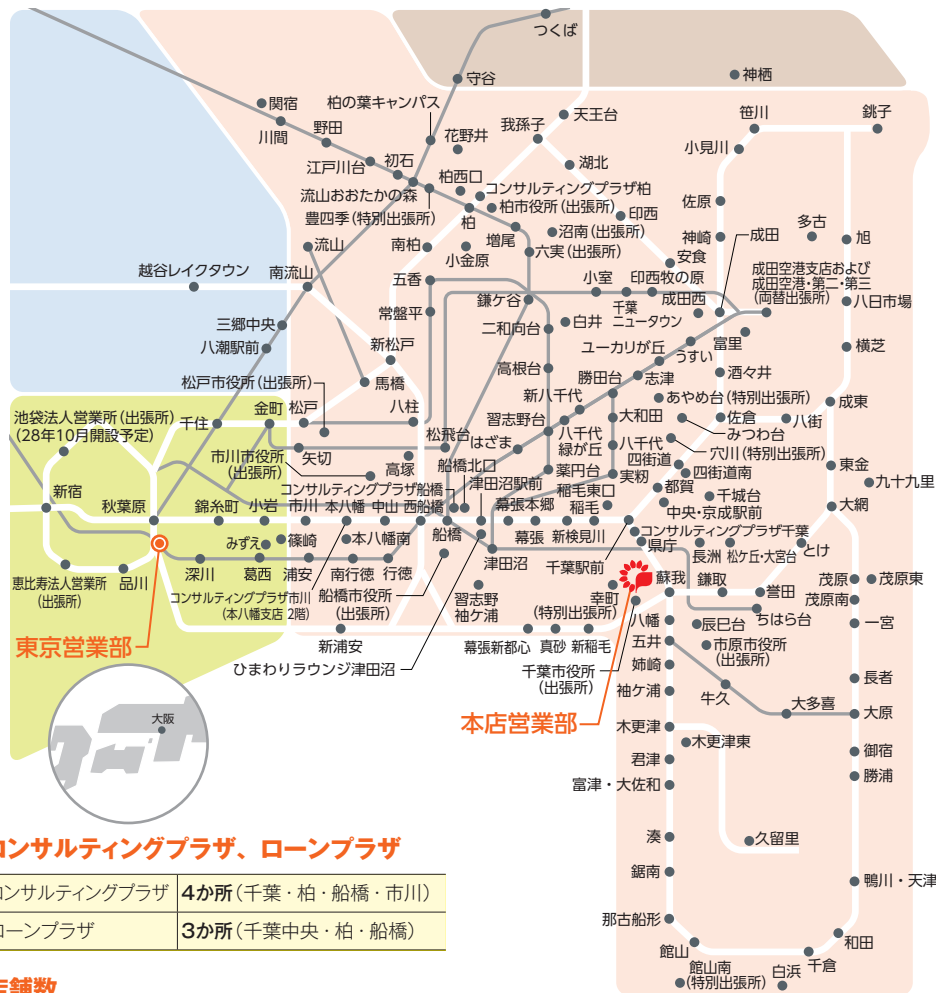 つくば
神栖
守谷
関宿
柏の葉キャンパス
川間
野田
花野井
我孫子
天王台
笹川
銚子
江戸川台
初石
湖北
小見川
流山おおたかの森
柏西口
コンサルティングプラザ柏
豊四季(特別出張所)
柏
柏市役所(出張所)
印西
佐原
多古
流山
南柏
増尾
沼南(出張所)
神崎
成田
旭
小金原
六実(出張所)
安食
越谷レイクタウン
南流山
五香
小室
印西牧の原
成田空港支店および
成田空港・第二・第三
(両替出張所)
鎌ケ谷
千葉
ニュータウン
成田西
八日市場
常盤平
三郷中央
二和向台
白井
富里
八潮駅前
新松戸
ユーカリが丘
うすい
横芝
高根台
勝田台
志津
酒々井
松戸市役所(出張所)
馬橋
新八千代
あやめ台(特別出張所)
成東
池袋法人営業所(出張所)
(28年10月開設予定)
金町
松戸
八柱
習志野台
大和田
佐倉
八街
千住
松飛台
はざま
八千代
緑が丘
みつわ台
市川市役所
(出張所)
矢切
高塚
船橋北口
八千代
穴川(特別出張所)
四街道
東金
新宿
コンサルティングプラザ船橋
津田沼駅前
薬円台
実籾
四街道南
九十九里
秋葉原
錦糸町
小岩
市川
本八幡
中山
西船橋
幕張本郷
稲毛東口
稲毛
都賀
千城台
大網
中央・京成駅前
船橋
幕張
新検見川
コンサルティングプラザ千葉
みずえ
篠崎
本八幡南
県庁
長洲
松ケ丘・大宮台
とけ
恵比寿法人営業所
(出張所)
品川
深川
葛西
浦安
南行徳
行徳
津田沼
千葉駅前
コンサルティングプラザ市川
(本八幡支店 2階)
船橋市役所
(出張所)
習志野
袖ケ浦
幸町
(特別出張所)
蘇我
鎌取
誉田
茂原
茂原東
茂原南
八幡
辰巳台
ちはら台
東京営業部
新浦安
幕張新都心
真砂
新稲毛
五井
市原市役所
(出張所)
一宮
ひまわりラウンジ津田沼
千葉市役所
(出張所)
姉崎
長者
本店営業部
袖ケ浦
牛久
大多喜
大原
大阪
木更津
木更津東
君津
御宿
富津・大佐和
勝浦
湊
久留里
コンサルティングプラザ、ローンプラザ
コンサルティングプラザ 4か所(千葉・柏・船橋・市川)
ローンプラザ 3か所(千葉中央・柏・船橋)
鋸南
鴨川・天津
那古船形
館山
和田
千倉
館山南
(特別出張所)
白浜
店舗数